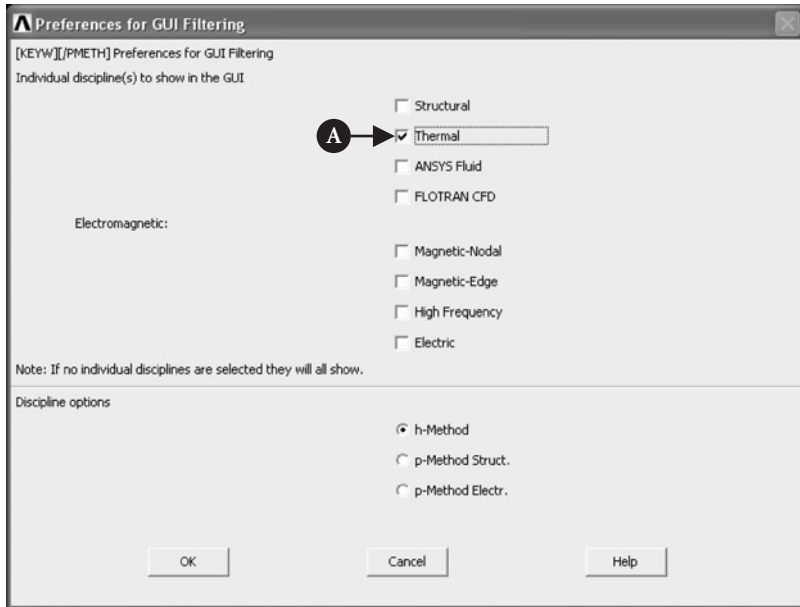 Preferences for GUI Filtering
[KEYW][/PMETH] Preferences for GUI Filtering
Individual discipline(s) to show in the GUI
Structural
A
Thermal
ANSYS Fluid
FLOTRAN CFD
Electromagnetic:
Magnetic-Nodal
Magnetic-Edge
High Frequency
Electric
Note: If no individual disciplines are selected they will all show.
Discipline options
h-Method
p-Method Struct.
p-Method Electr.
OK Cancel Help